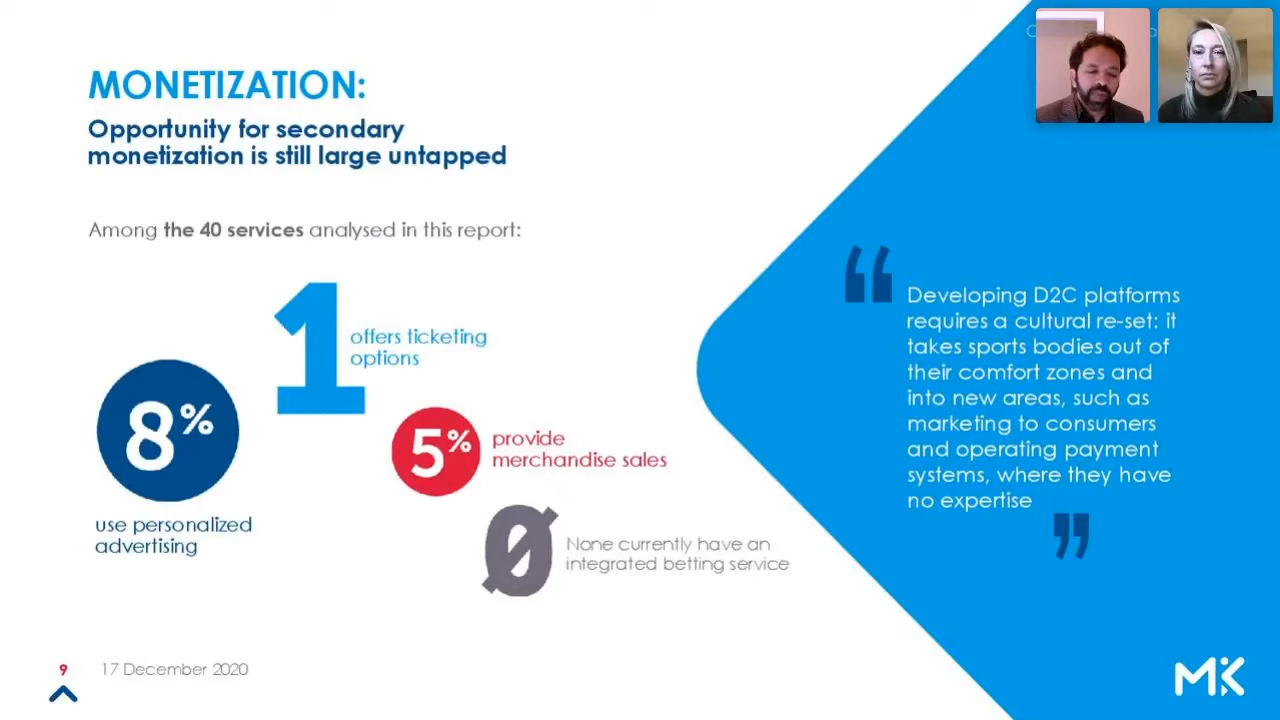 MONETIZATION:
Opportunity for secondary
monetization is still large untapped
Among the 40 services analysed in this report:
1
offers ticketing
options
8%
use personalized
advertising
5%
provide
merchandise sales
0
None currently have an
integrated betting service
“
Developing D2C platforms
requires a cultural re-set: it
takes sports bodies out of
their comfort zones and
into new areas, such as
marketing to consumers
and operating payment
systems, where they have
no expertise
”
9
17 December 2020
MK